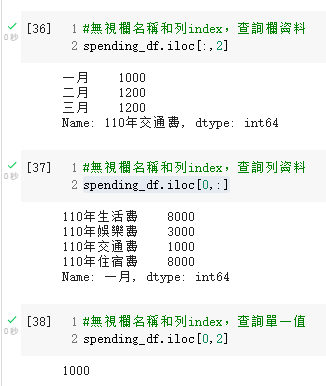 [36]
0秒
1 #無視欄名稱和列index，查詢欄資料
2 spending_df.iloc[:,2]
一月    1000
二月    1200
三月    1200
Name: 110年交通費, dtype: int64
[37]
0秒
1 #無視欄名稱和列index，查詢列資料
2 spending_df.iloc[0,:]
110年生活費    8000
110年娛樂費    3000
110年交通費    1000
110年住宿費    8000
Name: 一月, dtype: int64
[38]
0秒
1 #無視欄名稱和列index，查詢單一值
2 spending_df.iloc[0,2]
1000